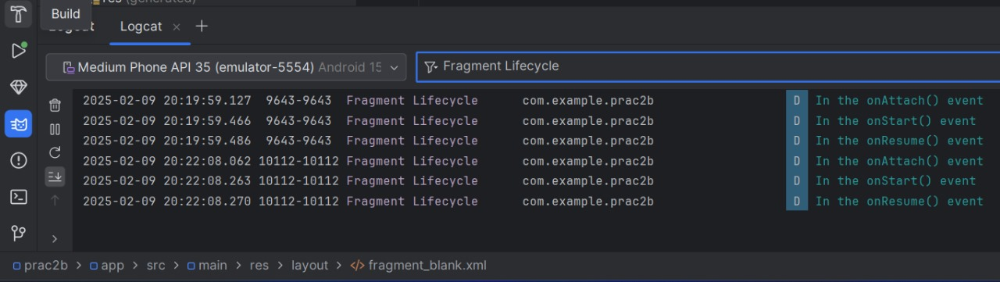 res (generated)
Build
Logcat
Logcat × +
Medium Phone API 35 (emulator-5554) Android 15
Fragment Lifecycle
2025-02-09 20:19:59.127 9643-9643 Fragment Lifecycle com.example.prac2b D In the onAttach() event
2025-02-09 20:19:59.466 9643-9643 Fragment Lifecycle com.example.prac2b D In the onStart() event
2025-02-09 20:19:59.486 9643-9643 Fragment Lifecycle com.example.prac2b D In the onResume() event
2025-02-09 20:22:08.062 10112-10112 Fragment Lifecycle com.example.prac2b D In the onAttach() event
2025-02-09 20:22:08.263 10112-10112 Fragment Lifecycle com.example.prac2b D In the onStart() event
2025-02-09 20:22:08.270 10112-10112 Fragment Lifecycle com.example.prac2b D In the onResume() event
prac2b > app > src > main > res > layout > </> fragment_blank.xml